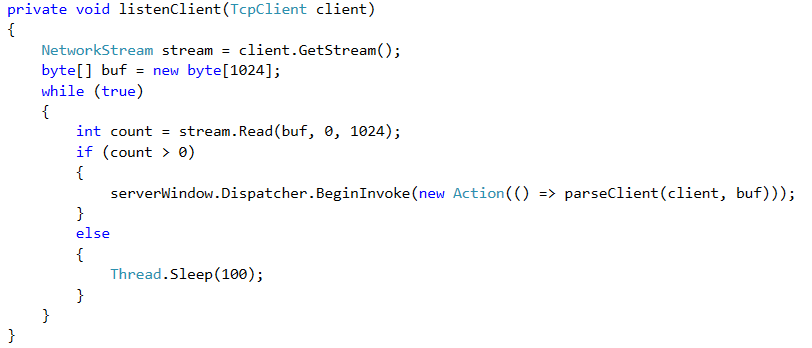 private void listenClient(TcpClient client)
{
    NetworkStream stream = client.GetStream();
    byte[] buf = new byte[1024];
    while (true)
    {
        int count = stream.Read(buf, 0, 1024);
        if (count > 0)
        {
            serverWindow.Dispatcher.BeginInvoke(new Action(() => parseClient(client, buf)));
        }
        else
        {
            Thread.Sleep(100);
        }
    }
}